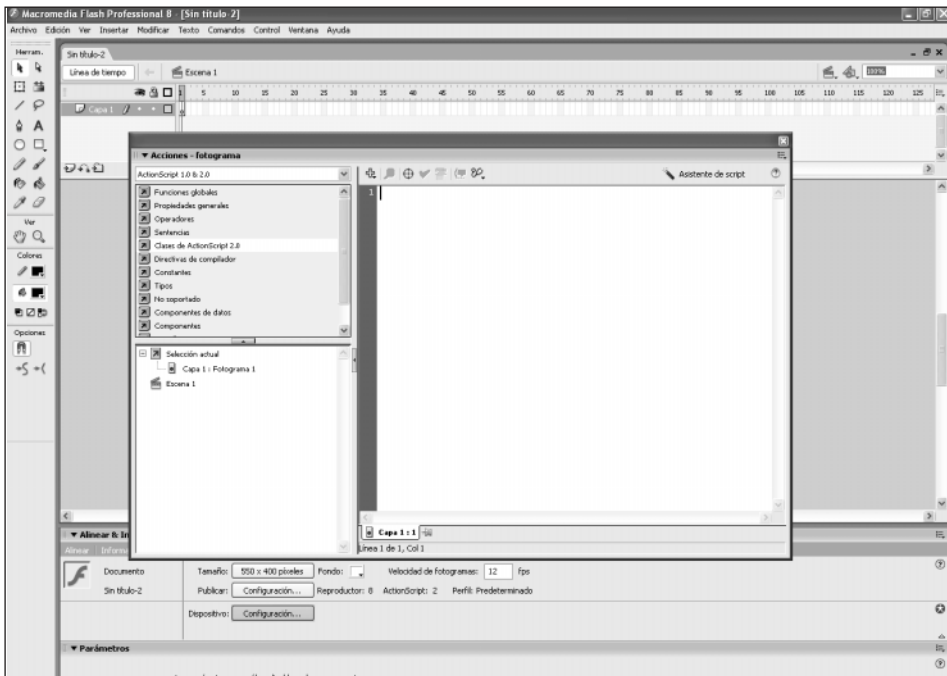 Macromedia Flash Professional 8 - [Sin título-2]
Archivo Edición Ver Insertar Modificar Texto Comandos Control Ventana Ayuda
Herram.
Sin título-2
Línea de tiempo
Escena 1
100%
5 10 15 20 25 30 35 40 45 50 55 60 65 70 75 80 85 90 95 100 105 110 115 120 125
Capa 1
Acciones - fotograma
ActionScript 1.0 & 2.0
Asistente de script
Funciones globales
Propiedades generales
Operadores
Sentencias
Clases de ActionScript 2.0
Directivas de compilador
Constantes
Tipos
No soportado
Componentes de datos
Componentes
1
Selección actual
Capa 1 : Fotograma 1
Escena 1
Capa 1 : 1
Línea 1 de 1, Col 1
Ver
Colores
Opciones
Alinear & In
Alinear
Documento
Tamaño: 550 x 400 píxeles Fondo: Velocidad de fotogramas: 12 fps
Sin título-2
Publicar: Configuración... Reproductor: 8 ActionScript: 2 Perfil: Predeterminado
Dispositivo: Configuración...
Parámetros